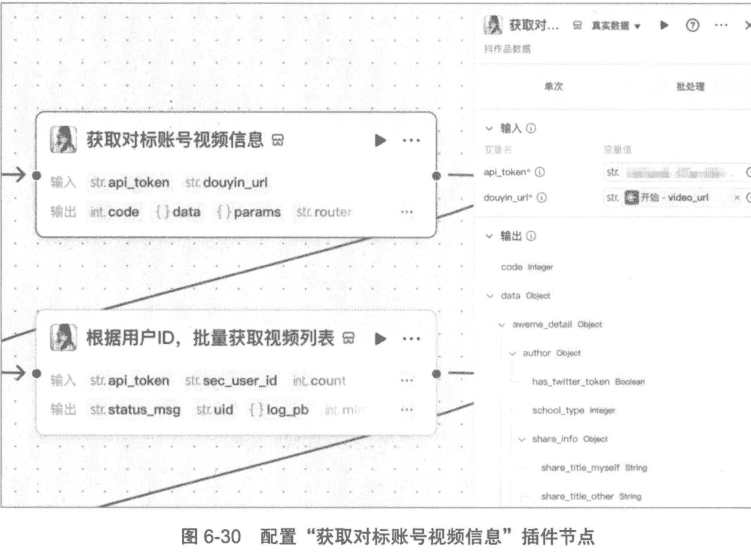 获取对标账号视频信息
输入 str.api_token str.douyin_url
输出 int.code {}data {}params str.router ...
根据用户ID，批量获取视频列表
输入 str.api_token str.sec_user_id int.count ...
输出 str.status_msg str.uid {}log_pb ...
获取对... 真实数据
抖作品数据
单次 批处理
输入
变量名 变量值
api_token* str.
douyin_url* str. 开始 - video_url ×
输出
code Integer
data Object
aweme_detail Object
author Object
has_twitter_token Boolean
school_type Integer
share_info Object
share_title_myself String
share_title_other String
图 6-30 配置“获取对标账号视频信息”插件节点